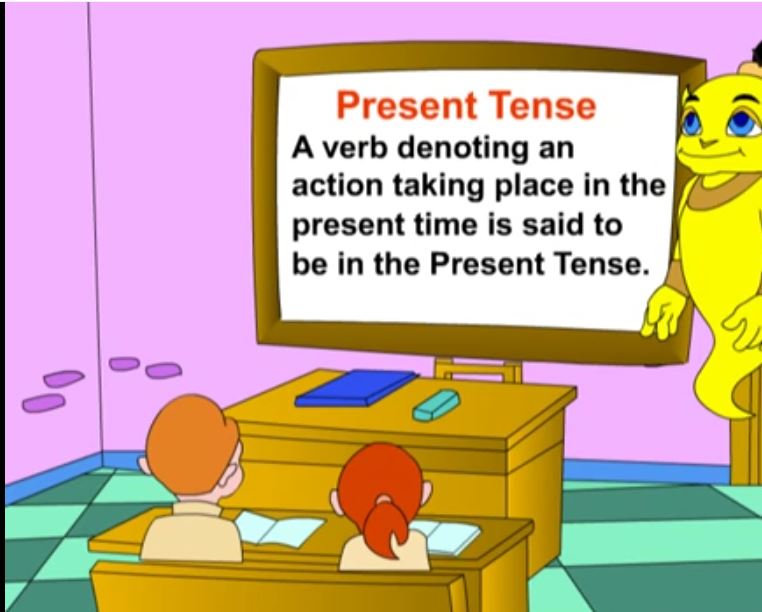 Present Tense
A verb denoting an
action taking place in the
present time is said to
be in the Present Tense.